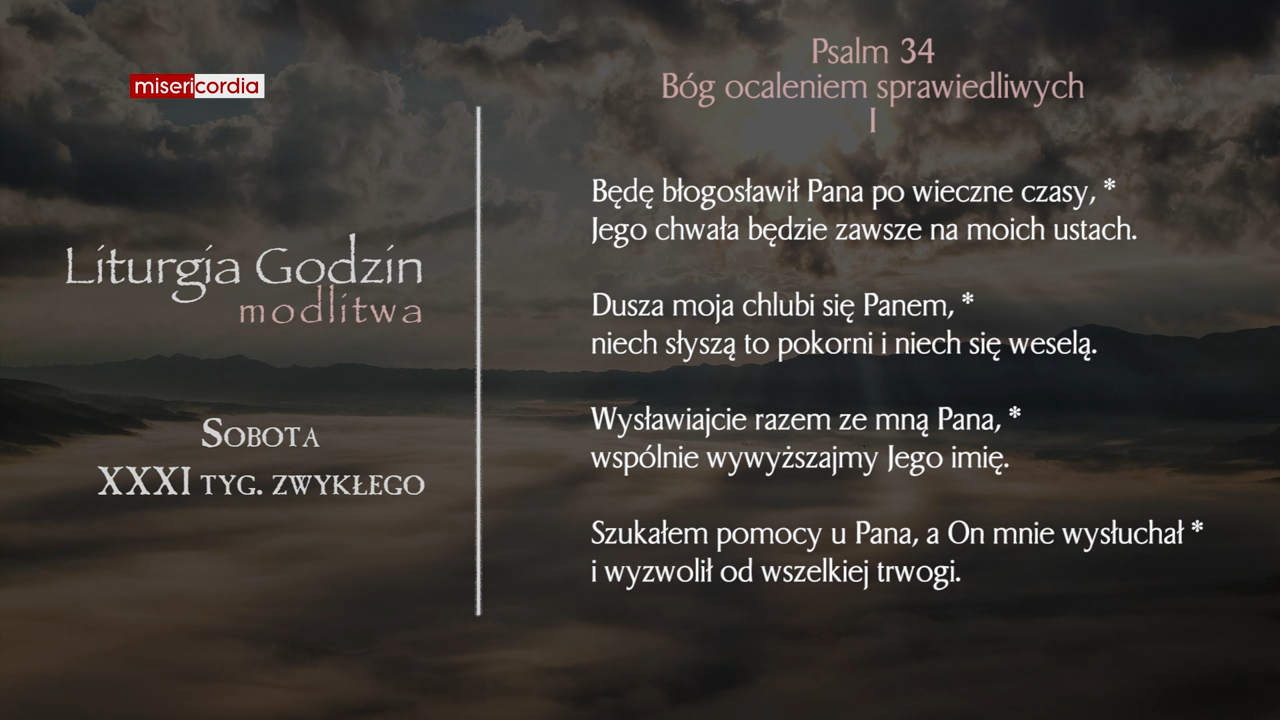 misericordia
Liturgia Godzin
modlitwa
Sobota
XXXI tyg. zwykłego
Psalm 34
Bóg ocaleniem sprawiedliwych
I
Będę błogosławił Pana po wieczne czasy, *
Jego chwała będzie zawsze na moich ustach.
Dusza moja chlubi się Panem, *
niech słyszą to pokorni i niech się weselą.
Wysławiajcie razem ze mną Pana, *
wspólnie wywyższajmy Jego imię.
Szukałem pomocy u Pana, a On mnie wysłuchał *
i wyzwolił od wszelkiej trwogi.